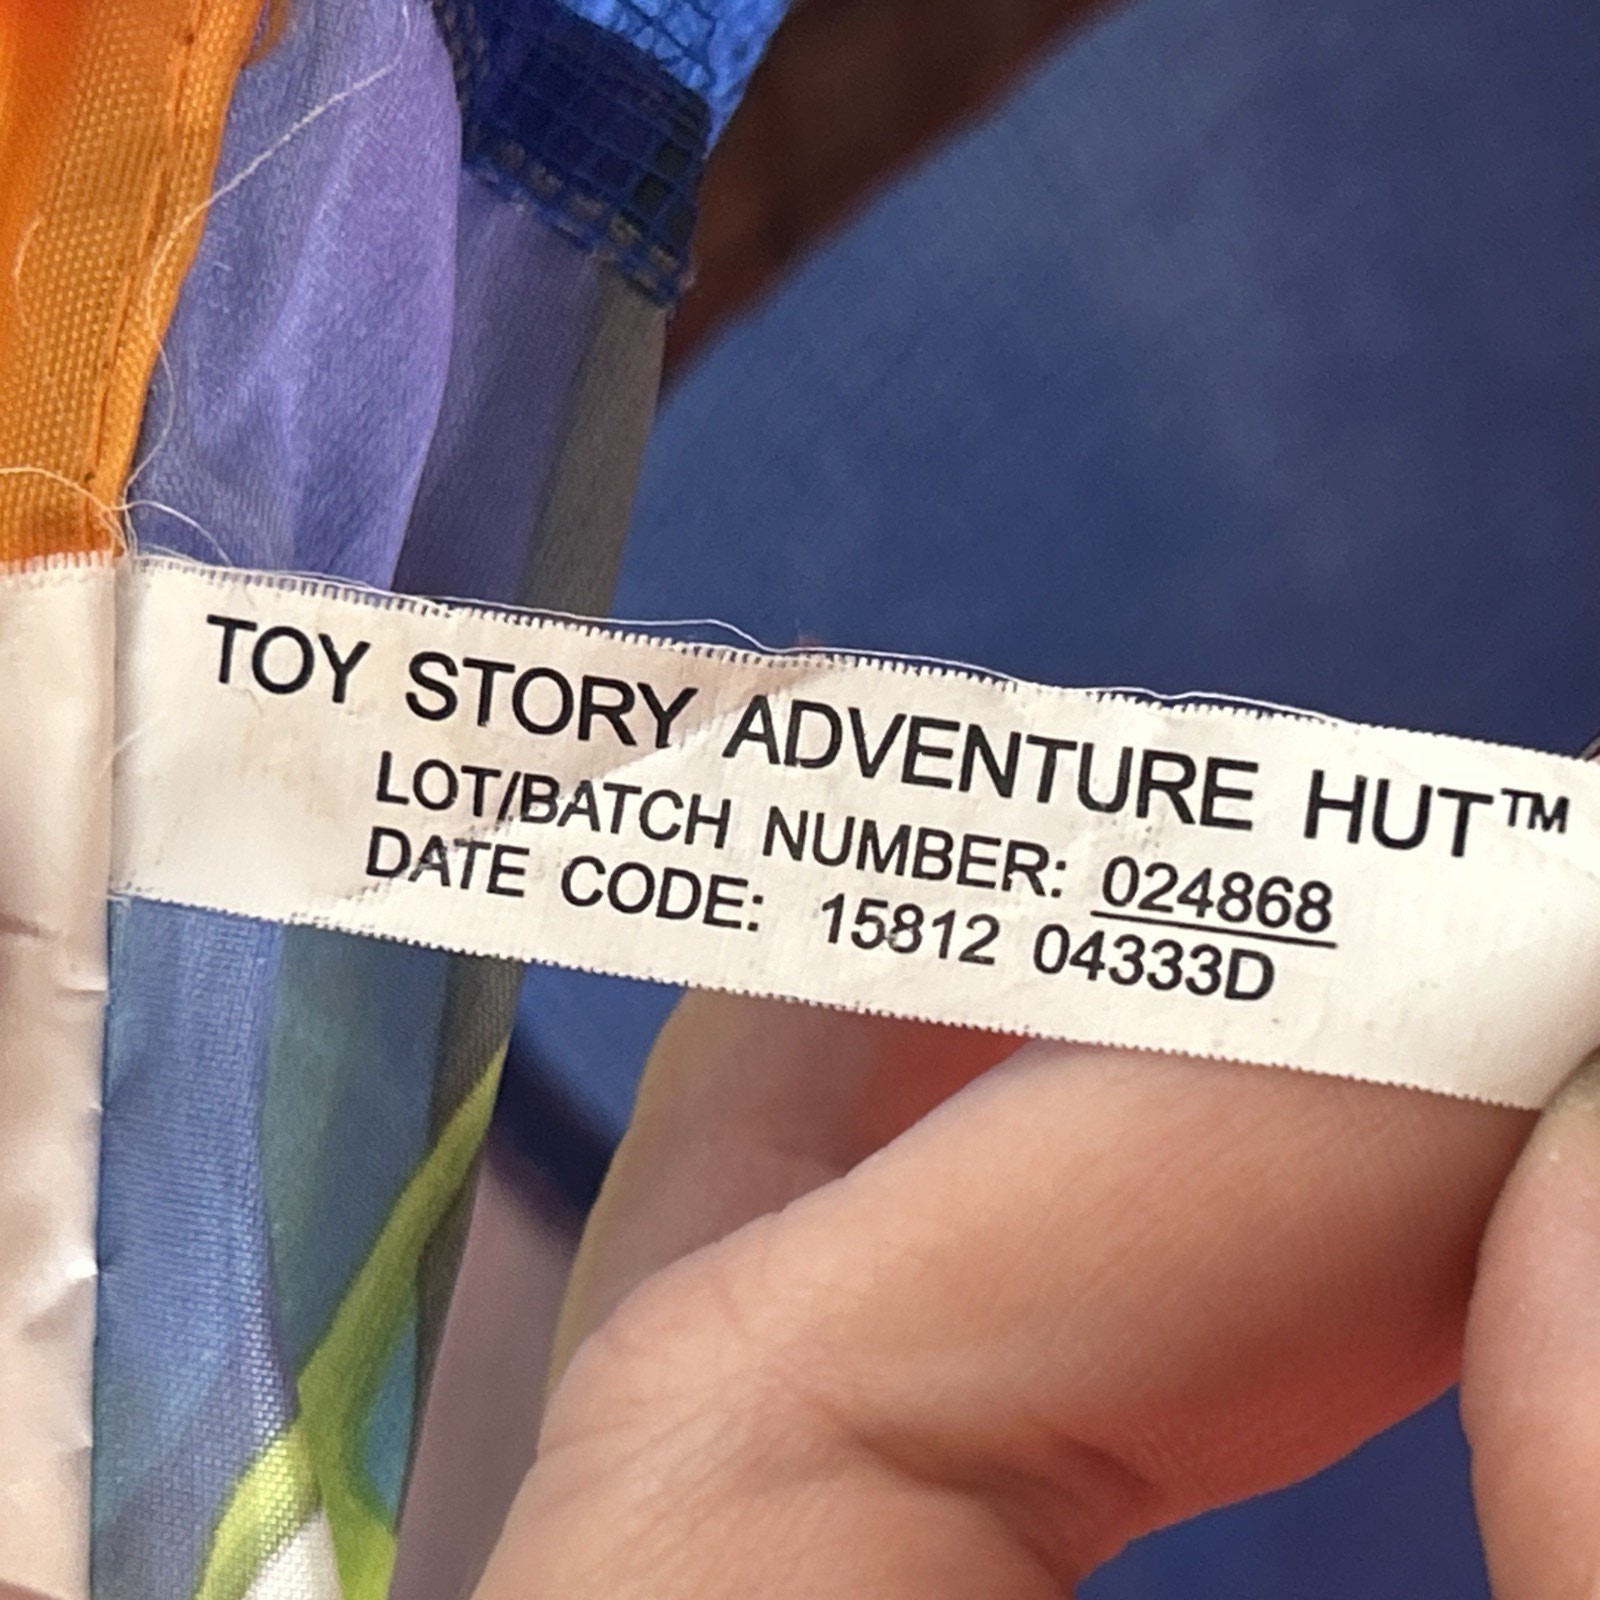 TOY STORY ADVENTURE HUT™
LOT/BATCH NUMBER: 024868
DATE CODE: 15812 04333D